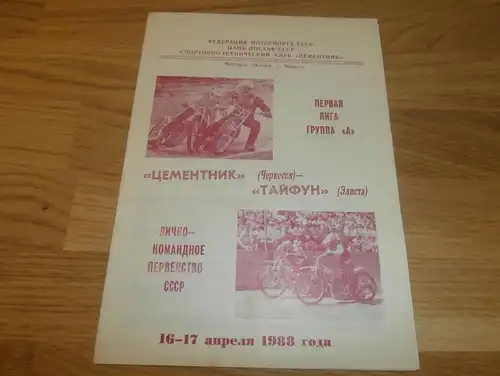 ФЕДЕРАЦИЯ МОТОСПОРТА СССР
ЦАМК ДОСААФ СССР
СПОРТИВНО-ТЕХНИЧЕСКИЙ КЛУБ «ЦЕМЕНТНИК»
ПЕРВАЯ
ЛИГА
ГРУППА «А»
«ЦЕМЕНТНИК» (Черкесск)—
«ТАЙФУН» (Элиста)
ЛИЧНО-
КОМАНДНОЕ
ПЕРВЕНСТВО
СССР
16-17 апреля 1988 года